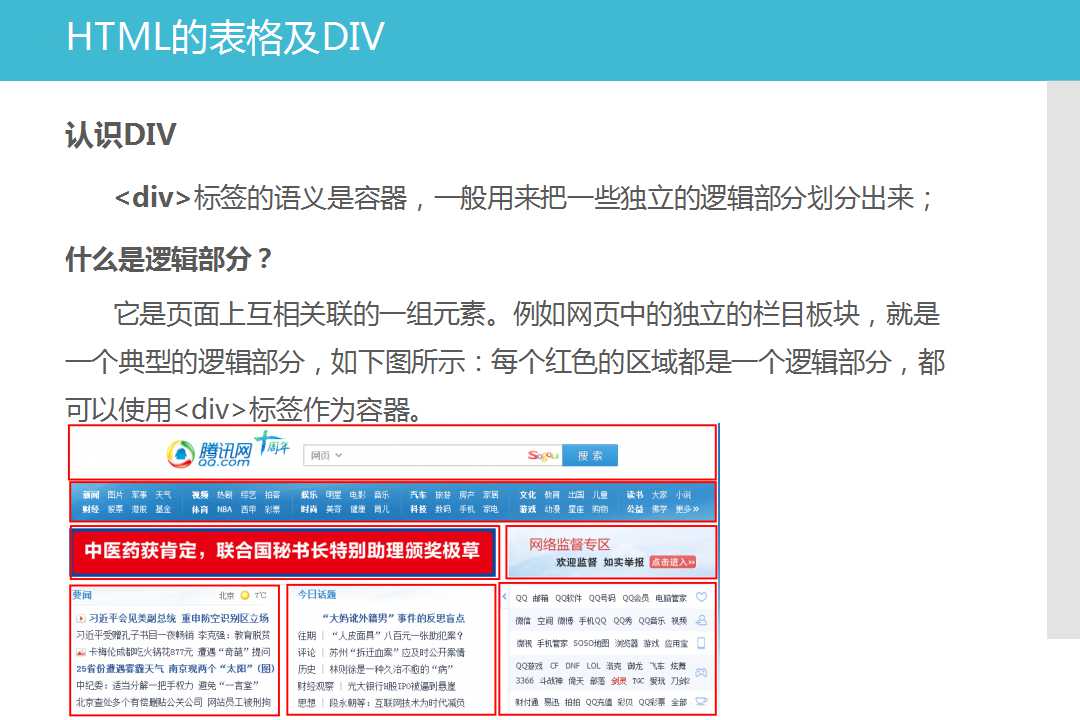 HTML的表格及DIV
认识DIV
<div>标签的语义是容器，一般用来把一些独立的逻辑部分划分出来；
什么是逻辑部分？
它是页面上互相关联的一组元素。例如网页中的独立的栏目板块，就是
一个典型的逻辑部分，如下图所示：每个红色的区域都是一个逻辑部分，都
可以使用<div>标签作为容器。
腾讯网 十周年
QQ.com
网页 Sogou 搜索
新闻 图片 军事 天气 视频 热剧 综艺 拍客 娱乐 明星 电影 音乐 汽车 旅游 房产 家居 文化 教育 出国 儿童 读书 大家 小说
财经 股票 港股 基金 体育 NBA 西甲 彩票 时尚 美容 健康 育儿 科技 数码 手机 家电 游戏 动漫 星座 购物 公益 佛学 更多»
中医药获肯定，联合国秘书长特别助理颁奖极草
网络监督专区
欢迎监督 如实举报 点击进入»
要闻 北京 7℃
习近平会见美副总统 重申防空识别区立场
习近平受赠孔子书目一夜畅销 李克强：教育脱贫
卡梅伦成都吃火锅花877元 遭遇“奇葩”提问
25省份遭遇雾霾天气 南京现两个“太阳”(图)
中纪委：适当分解一把手权力 避免“一言堂”
北京查处多个有偿删贴公关公司 网站员工被刑拘
今日话题
“大妈讹外籍男”事件的反思盲点
往期 | “人皮面具”八百元一张助犯案？
评论 | 苏州“拆迁血案”应及时公开案情
历史 | 林则徐是一种久治不愈的“病”
财经观察 | 光大银行H股IPO被逼到悬崖
思想 | 段永朝等：互联网技术为时代减负
QQ 邮箱 QQ软件 QQ号码 QQ会员 电脑管家
微信 空间 微博 手机QQ QQ秀 QQ音乐 视频
微视 手机管家 SOSO地图 浏览器 游戏 应用宝
QQ游戏 CF DNF LOL 洛克 御龙 飞车 炫舞
3366 斗战神 倚天 部落 剑灵 TGC 爱玩 刀剑2
财付通 易迅 拍拍 QQ充值 彩贝 QQ彩票 全部